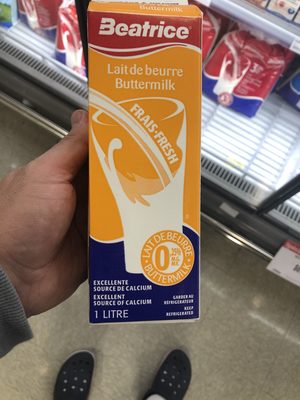 Beatrice
Lait de beurre
Buttermilk
FRAIS•FRESH
LAIT DE BEURRE
0
BUTTERMILK
EXCELLENTE
SOURCE DE CALCIUM
EXCELLENT
SOURCE OF CALCIUM
1 LITRE
GARDER AU
RÉFRIGÉRATEUR
KEEP
REFRIGERATED